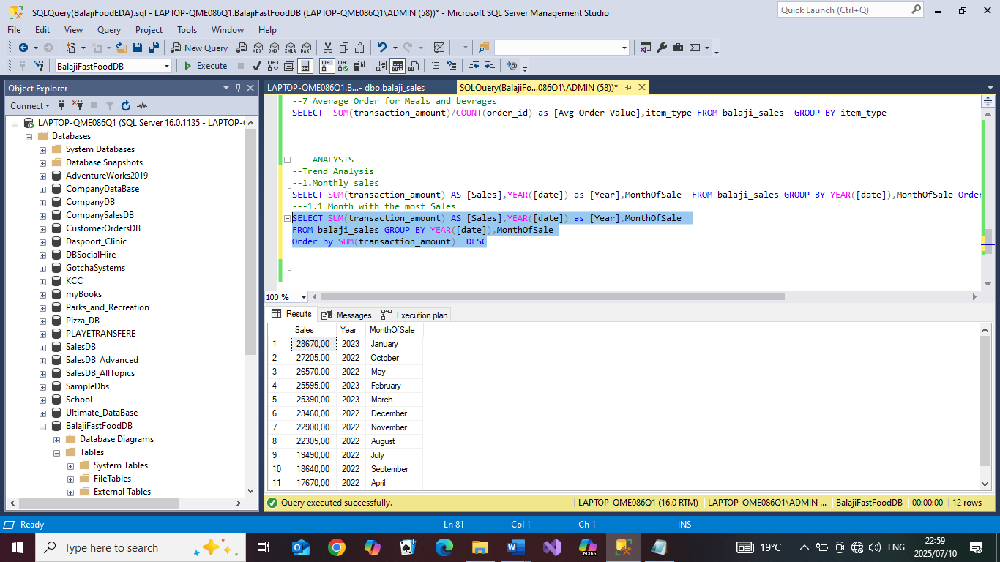 SQLQuery(BalajiFoodEDA).sql - LAPTOP-QME086Q1.BalajiFastFoodDB (LAPTOP-QME086Q1\ADMIN (58))* - Microsoft SQL Server Management Studio
Quick Launch (Ctrl+Q)
File Edit View Query Project Tools Window Help
New Query MDX DMX XMLA DAX
BalajiFastFoodDB Execute
Object Explorer
Connect
LAPTOP-QME086Q1 (SQL Server 16.0.1135 - LAPTOP-
Databases
System Databases
Database Snapshots
AdventureWorks2019
CompanyDataBase
CompanyDB
CompanySalesDB
CustomerOrdersDB
Daspoort_Clinic
DBSocialHire
GotchaSystems
KCC
myBooks
Parks_and_Recreation
Pizza_DB
PLAYETRANSFERE
SalesDB
SalesDB_Advanced
SalesDB_AllTopics
SampleDbs
School
Ultimate_DataBase
BalajiFastFoodDB
Database Diagrams
Tables
System Tables
FileTables
External Tables
LAPTOP-QME086Q1.B...- dbo.balaji_sales
SQLQuery(BalajiFo...086Q1\ADMIN (58))*
--7 Average Order for Meals and bevrages
SELECT  SUM(transaction_amount)/COUNT(order_id) as [Avg Order Value],item_type FROM balaji_sales  GROUP BY item_type
----ANALYSIS
--Trend Analysis
--1.Monthly sales
SELECT SUM(transaction_amount) AS [Sales],YEAR([date]) as [Year],MonthOfSale  FROM balaji_sales GROUP BY YEAR([date]),MonthOfSale Order
---1.1 Month with the most Sales
SELECT SUM(transaction_amount) AS [Sales],YEAR([date]) as [Year],MonthOfSale
FROM balaji_sales GROUP BY YEAR([date]),MonthOfSale
Order by SUM(transaction_amount)  DESC
100 %
Results Messages Execution plan
Sales Year MonthOfSale
1 28670,00 2023 January
2 27205,00 2022 October
3 26570,00 2022 May
4 25595,00 2023 February
5 25390,00 2023 March
6 23460,00 2022 December
7 22900,00 2022 November
8 22305,00 2022 August
9 19490,00 2022 July
10 18640,00 2022 September
11 17670,00 2022 April
Query executed successfully. LAPTOP-QME086Q1 (16.0 RTM) LAPTOP-QME086Q1\ADMIN ... BalajiFastFoodDB 00:00:00 12 rows
Ready Ln 81 Col 1 Ch 1 INS
Type here to search
M365
19°C
ENG
22:59
2025/07/10